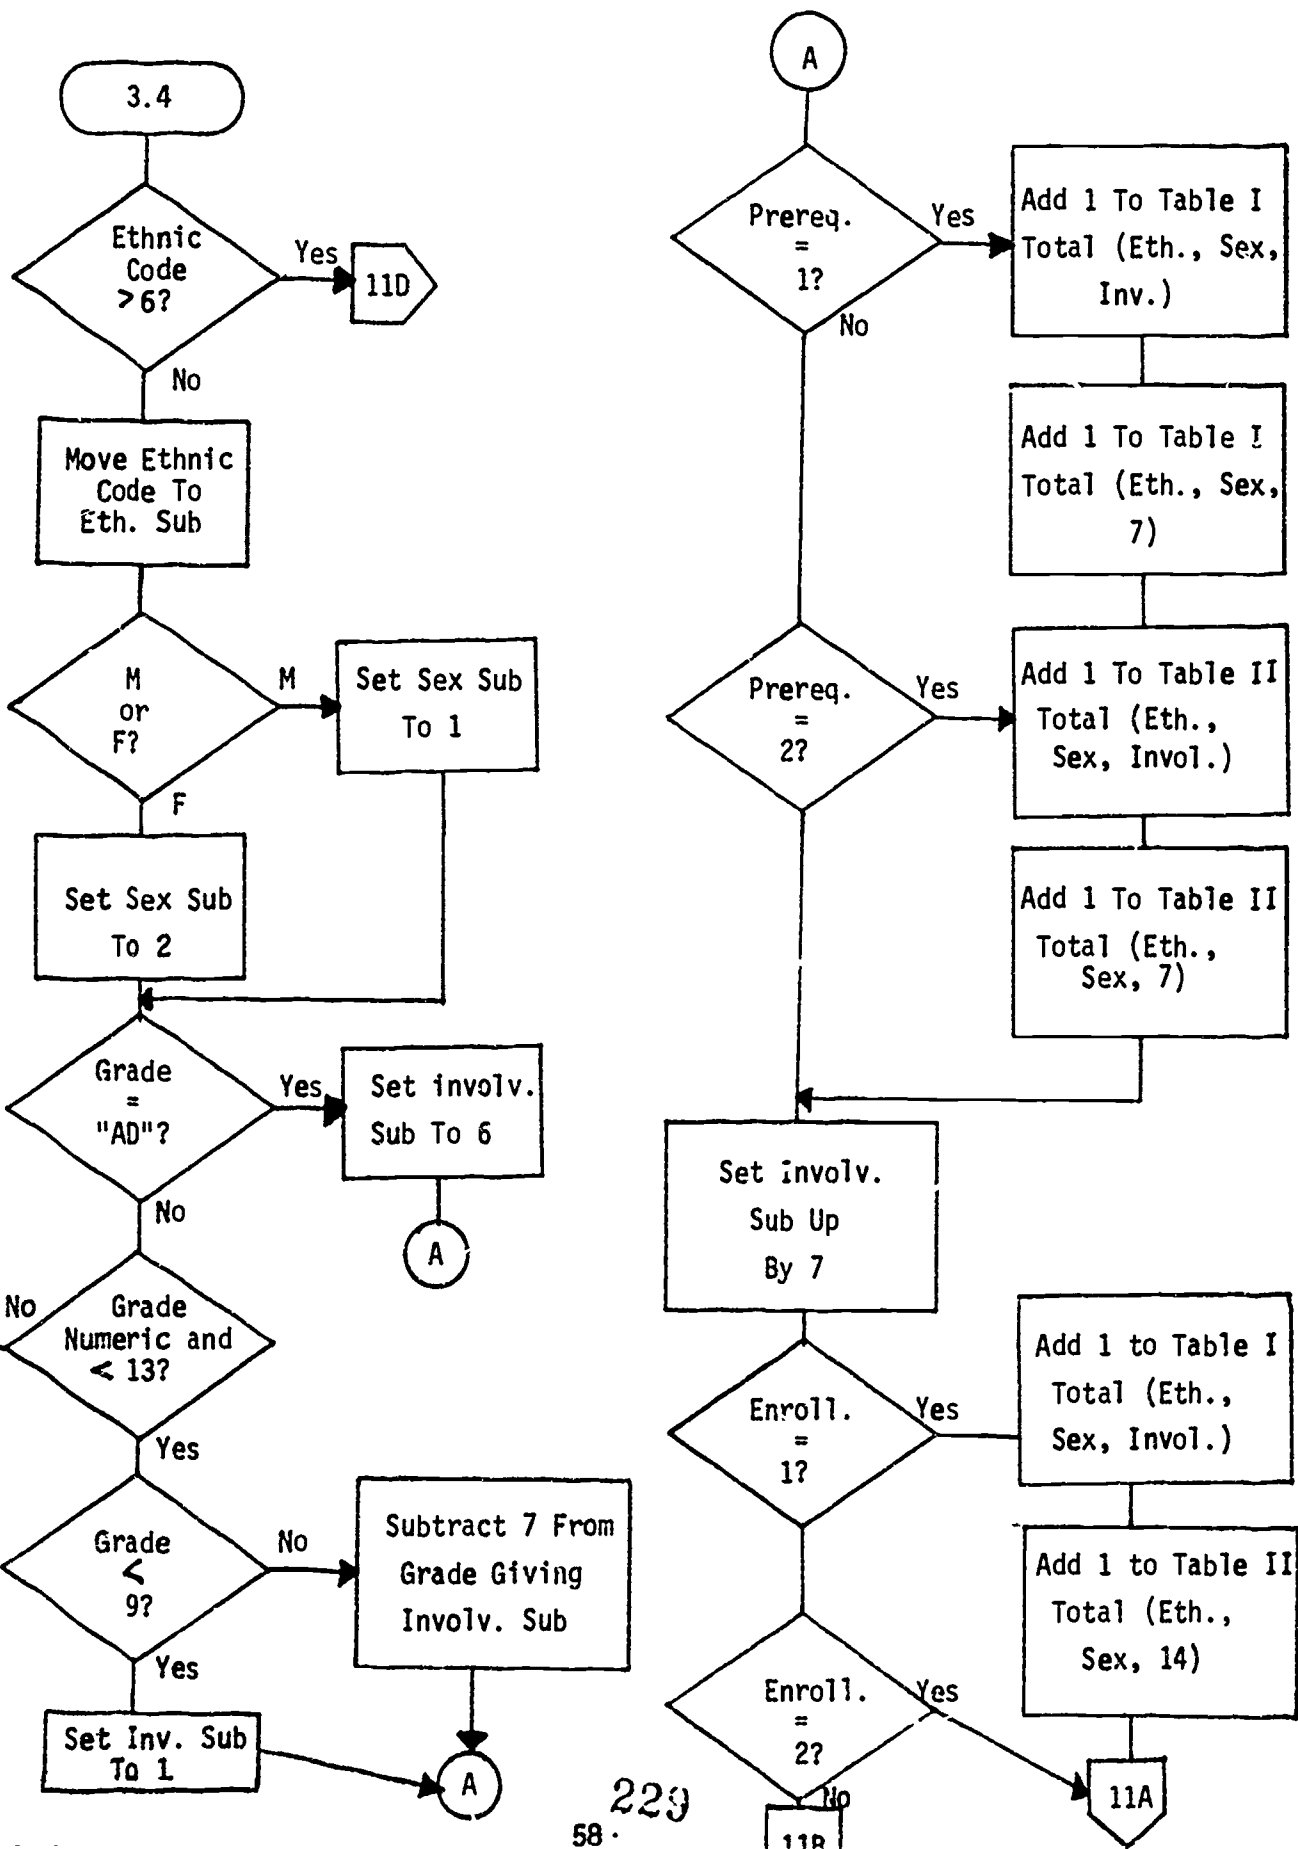 3.4
Ethnic
Code
>6?
Yes
11D
No
Move Ethnic
Code To
Eth. Sub
M
or
F?
M
Set Sex Sub
To 1
F
Set Sex Sub
To 2
Grade
=
"AD"?
Yes
Set involv.
Sub To 6
A
No
Grade
Numeric and
< 13?
No
Yes
Grade
<
9?
No
Subtract 7 From
Grade Giving
Involv. Sub
Yes
Set Inv. Sub
To 1
A
A
Prereq.
=
1?
Yes
Add 1 To Table I
Total (Eth., Sex,
Inv.)
No
Add 1 To Table I
Total (Eth., Sex,
7)
Prereq.
=
2?
Yes
Add 1 To Table II
Total (Eth.,
Sex, Invol.)
Add 1 To Table II
Total (Eth.,
Sex, 7)
Set Involv.
Sub Up
By 7
Enroll.
=
1?
Yes
Add 1 to Table I
Total (Eth.,
Sex, Invol.)
Add 1 to Table II
Total (Eth.,
Sex, 14)
Enroll.
=
2?
Yes
11A
No
11B
229
58.